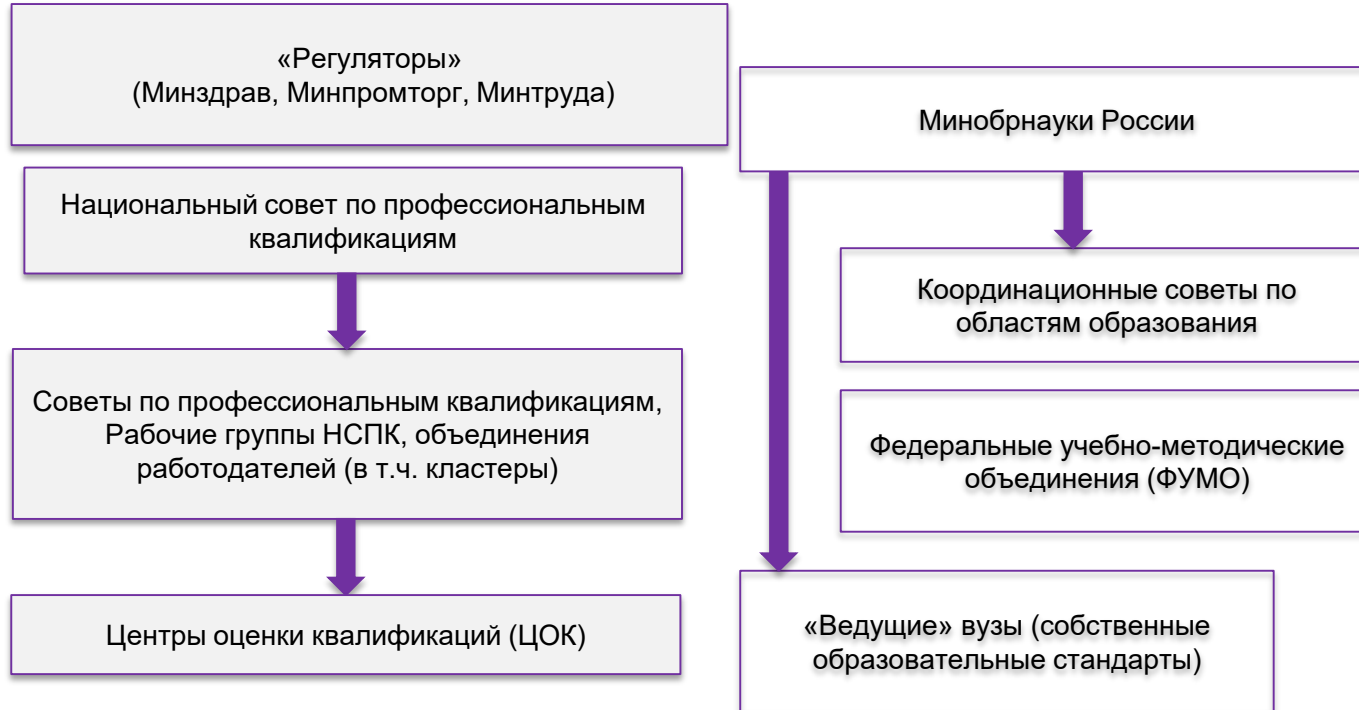 «Регуляторы»
(Минздрав, Минпромторг, Минтруда)
Национальный совет по профессиональным
квалификациям
Советы по профессиональным квалификациям,
Рабочие группы НСПК, объединения
работодателей (в т.ч. кластеры)
Центры оценки квалификаций (ЦОК)
Минобрнауки России
Координационные советы по
областям образования
Федеральные учебно-методические
объединения (ФУМО)
«Ведущие» вузы (собственные
образовательные стандарты)